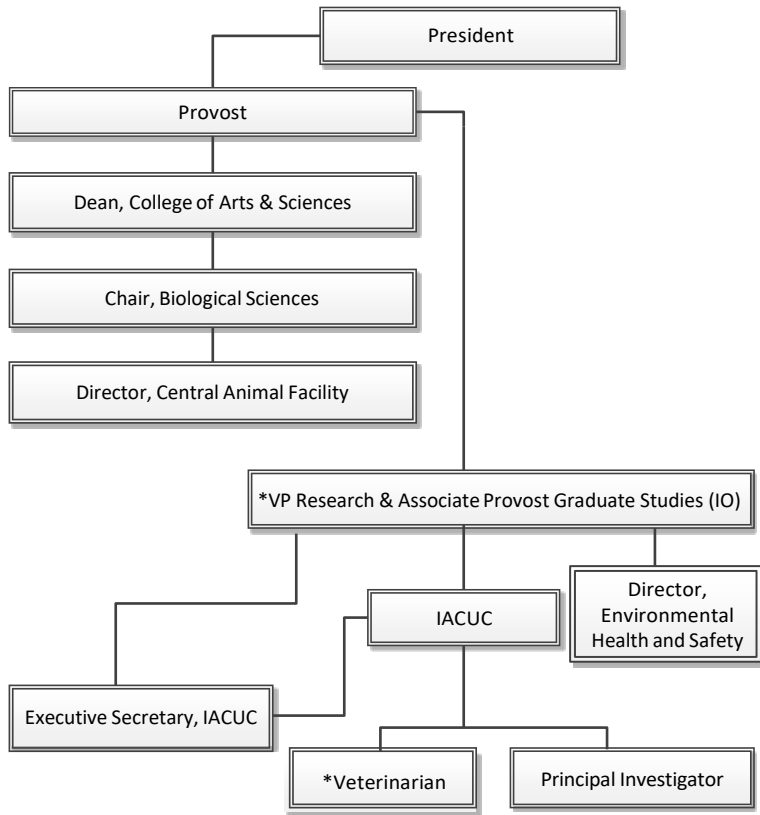 President
Provost
Dean, College of Arts & Sciences
Chair, Biological Sciences
Director, Central Animal Facility
*VP Research & Associate Provost Graduate Studies (IO)
Director,
Environmental
Health and Safety
IACUC
Executive Secretary, IACUC
*Veterinarian
Principal Investigator